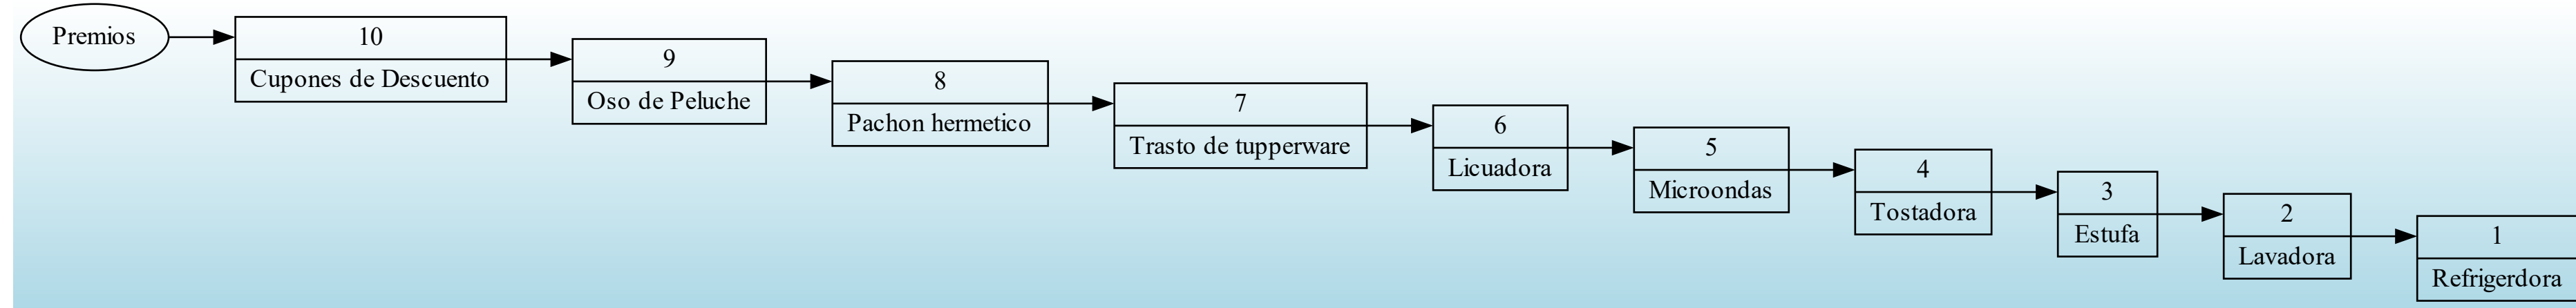 Premios
10
Cupones de Descuento
9
Oso de Peluche
8
Pachon hermetico
7
Trasto de tupperware
6
Licuadora
5
Microondas
4
Tostadora
3
Estufa
2
Lavadora
1
Refrigerdora